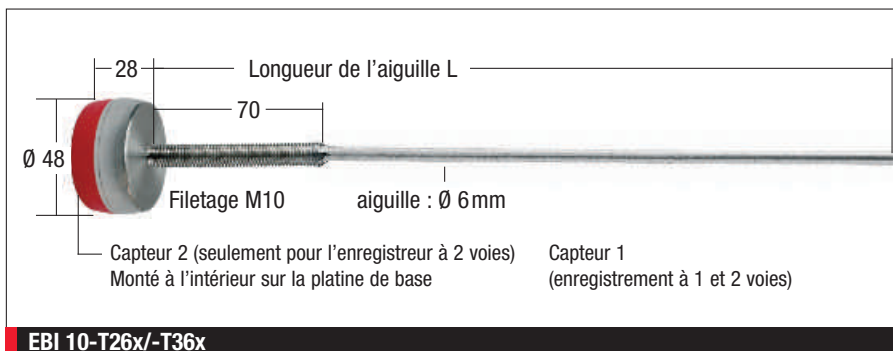 28
Longueur de l’aiguille L
70
Ø 48
Filetage M10
aiguille : Ø 6 mm
Capteur 2 (seulement pour l’enregistreur à 2 voies)
Monté à l’intérieur sur la platine de base
Capteur 1
(enregistrement à 1 et 2 voies)
EBI 10-T26x/-T36x